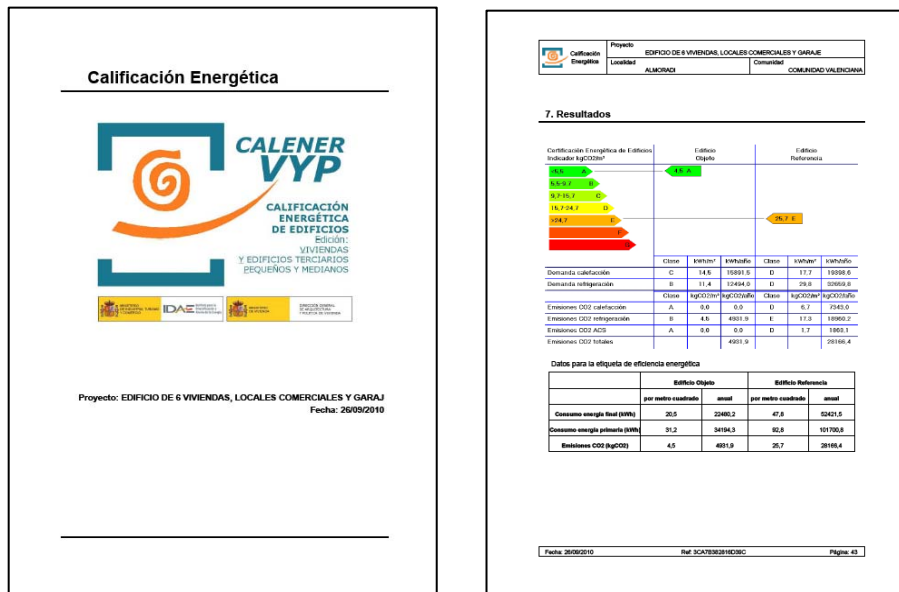 Calificación Energética
CALENER
VYP
CALIFICACIÓN
ENERGÉTICA
DE EDIFICIOS
Edición:
VIVIENDAS
Y EDIFICIOS TERCIARIOS
PEQUEÑOS Y MEDIANOS
IDAE
Proyecto: EDIFICIO DE 6 VIVIENDAS, LOCALES COMERCIALES Y GARAJ
Fecha: 26/09/2010
Calificación
Energética
Proyecto
EDIFICIO DE 6 VIVIENDAS, LOCALES COMERCIALES Y GARAJE
Localidad
ALMORADI
Comunidad
COMUNIDAD VALENCIANA
7. Resultados
Certificación Energética de Edificios
Indicador kgCO2/m²
Edificio
Objeto
Edificio
Referencia
A 4,5 A
5,5-9,7 B
9,7-15,7 C
15,7-24,7 D
>24,7 E 25,7 E
F
G
Clase kWh/m² kWh/año Clase kWh/m² kWh/año
Demanda calefacción C 14,5 15891,5 D 17,7 19398,6
Demanda refrigeración B 11,4 12494,0 D 29,8 32659,8
Clase kgCO2/m² kgCO2/año Clase kgCO2/m² kgCO2/año
Emisiones CO2 calefacción A 0,0 0,0 D 6,7 7343,0
Emisiones CO2 refrigeración B 4,5 4931,9 E 17,3 18960,2
Emisiones CO2 ACS A 0,0 0,0 D 1,7 1863,1
Emisiones CO2 totales 4931,9 28166,4
Datos para la etiqueta de eficiencia energética
Edificio Objeto Edificio Referencia
por metro cuadrado anual por metro cuadrado anual
Consumo energía final (kWh) 20,5 22460,2 47,8 52421,5
Consumo energía primaria (kWh) 31,2 34194,3 92,8 101700,8
Emisiones CO2 (kgCO2) 4,5 4931,9 25,7 28166,4
Fecha: 26/09/2010 Ref: 3CA7B382816D39C Página: 43